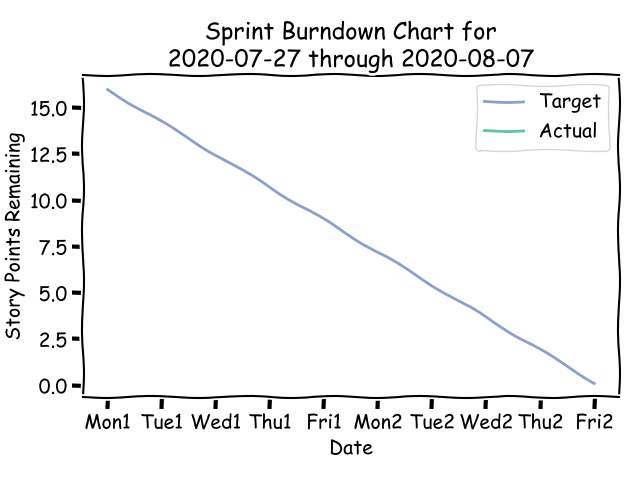 Sprint Burndown Chart for
2020-07-27 through 2020-08-07
Target
Actual
Story Points Remaining
15.0
12.5
10.0
7.5
5.0
2.5
0.0
Mon1 Tue1 Wed1 Thu1 Fri1 Mon2 Tue2 Wed2 Thu2 Fri2
Date